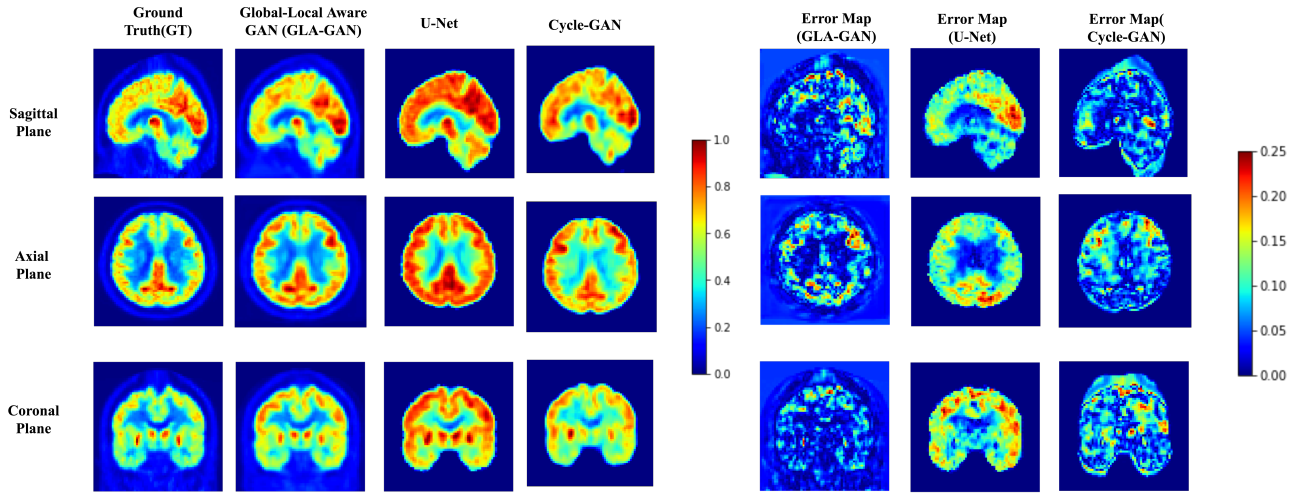 Ground
Truth(GT)
Global-Local Aware
GAN (GLA-GAN)
U-Net
Cycle-GAN
Error Map
(GLA-GAN)
Error Map
(U-Net)
Error Map(
Cycle-GAN)
Sagittal
Plane
Axial
Plane
Coronal
Plane
1.0
0.8
0.6
0.4
0.2
0.0
0.25
0.20
0.15
0.10
0.05
0.00